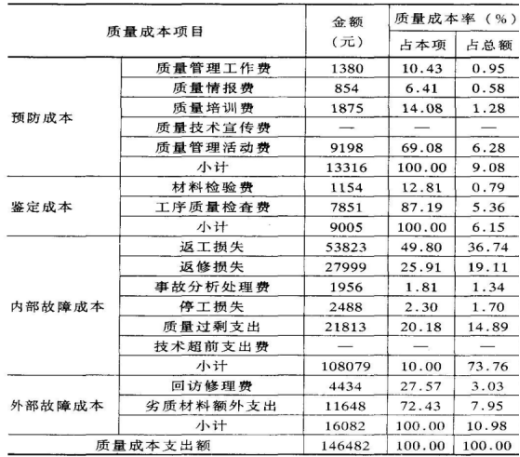 质量成本项目 金额（元） 质量成本率（%）
占本项 占总额
预防成本 质量管理工作费 1380 10.43 0.95
质量情报费 854 6.41 0.58
质量培训费 1875 14.08 1.28
质量技术宣传费 — — —
质量管理活动费 9198 69.08 6.28
小计 13316 100.00 9.08
鉴定成本 材料检验费 1154 12.81 0.79
工序质量检查费 7851 87.19 5.36
小计 9005 100.00 6.15
内部故障成本 返工损失 53823 49.80 36.74
返修损失 27999 25.91 19.11
事故分析处理费 1956 1.81 1.34
停工损失 2488 2.30 1.70
质量过剩支出 21813 20.18 14.89
技术超前支出费 — — —
小计 108079 10.00 73.76
外部故障成本 回访修理费 4434 27.57 3.03
劣质材料额外支出 11648 72.43 7.95
小计 16082 100.00 10.98
质量成本支出额 146482 100.00 100.00